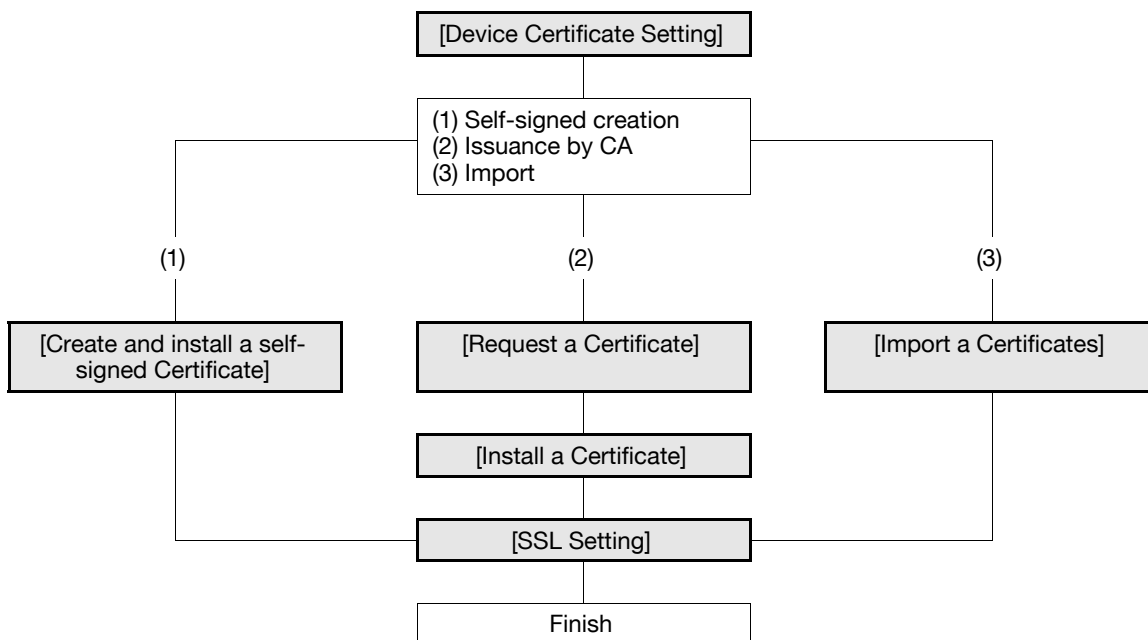 [Device Certificate Setting]
(1) Self-signed creation
(2) Issuance by CA
(3) Import
(1)
(2)
(3)
[Create and install a self-
signed Certificate]
[Request a Certificate]
[Import a Certificates]
[Install a Certificate]
[SSL Setting]
Finish